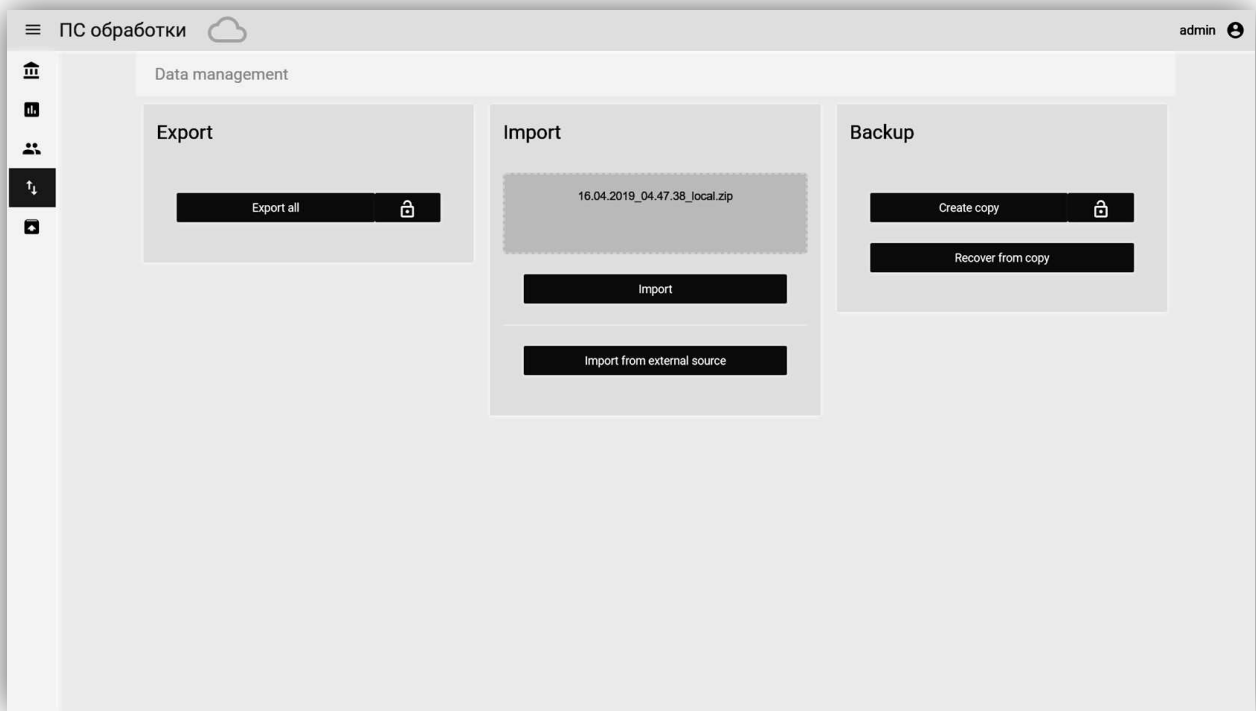 ПС обработки
admin
Data management
Export
Export all
Import
16.04.2019_04.47.38_local.zip
Import
Import from external source
Backup
Create copy
Recover from copy